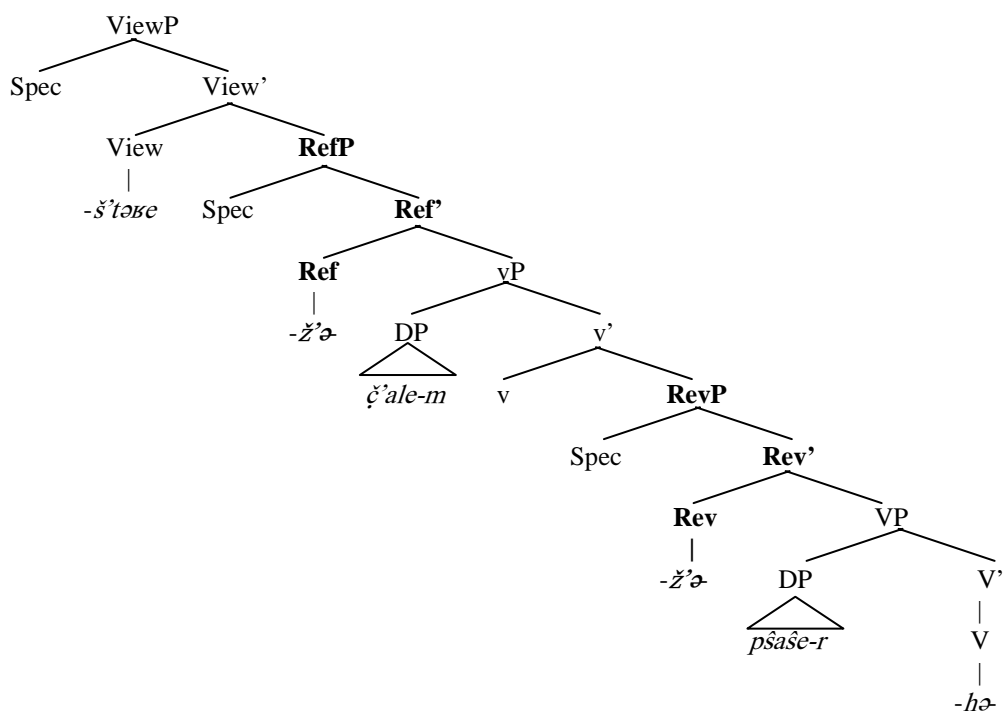 ViewP
Spec View’
View RefP
-š’təʁe Spec Ref’
Ref vP
-ž’ə- DP v’
č̣’ale-m v RevP
Spec Rev’
Rev VP
-ž’ə- DP V’
pŝaŝe-r V
-hə-